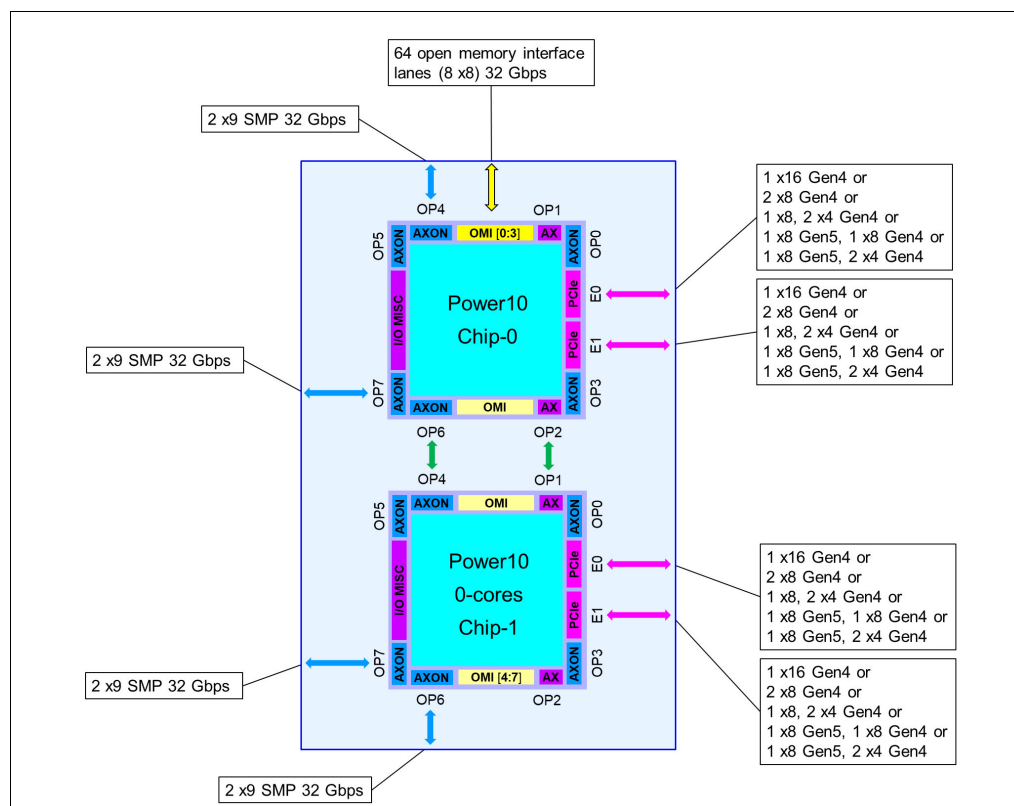 64 open memory interface
lanes (8 x8) 32 Gbps
2 x9 SMP 32 Gbps
1 x16 Gen4 or
2 x8 Gen4 or
1 x8, 2 x4 Gen4 or
1 x8 Gen5, 1 x8 Gen4 or
1 x8 Gen5, 2 x4 Gen4
OP4
OP1
OP5
AXON
AXON
OMI [0:3]
AX
AXON
OP0
I/O MISC
Power10
Chip-0
PCIe
E0
PCIe
E1
1 x16 Gen4 or
2 x8 Gen4 or
1 x8, 2 x4 Gen4 or
1 x8 Gen5, 1 x8 Gen4 or
1 x8 Gen5, 2 x4 Gen4
2 x9 SMP 32 Gbps
OP7
AXON
AXON
OMI
AX
AXON
OP3
OP6
OP2
OP4
OP1
OP5
AXON
AXON
OMI
AX
AXON
OP0
I/O MISC
Power10
0-cores
Chip-1
PCIe
E0
PCIe
E1
1 x16 Gen4 or
2 x8 Gen4 or
1 x8, 2 x4 Gen4 or
1 x8 Gen5, 1 x8 Gen4 or
1 x8 Gen5, 2 x4 Gen4
2 x9 SMP 32 Gbps
OP7
AXON
AXON
OMI [4:7]
AX
AXON
OP3
OP6
OP2
1 x16 Gen4 or
2 x8 Gen4 or
1 x8, 2 x4 Gen4 or
1 x8 Gen5, 1 x8 Gen4 or
1 x8 Gen5, 2 x4 Gen4
2 x9 SMP 32 Gbps